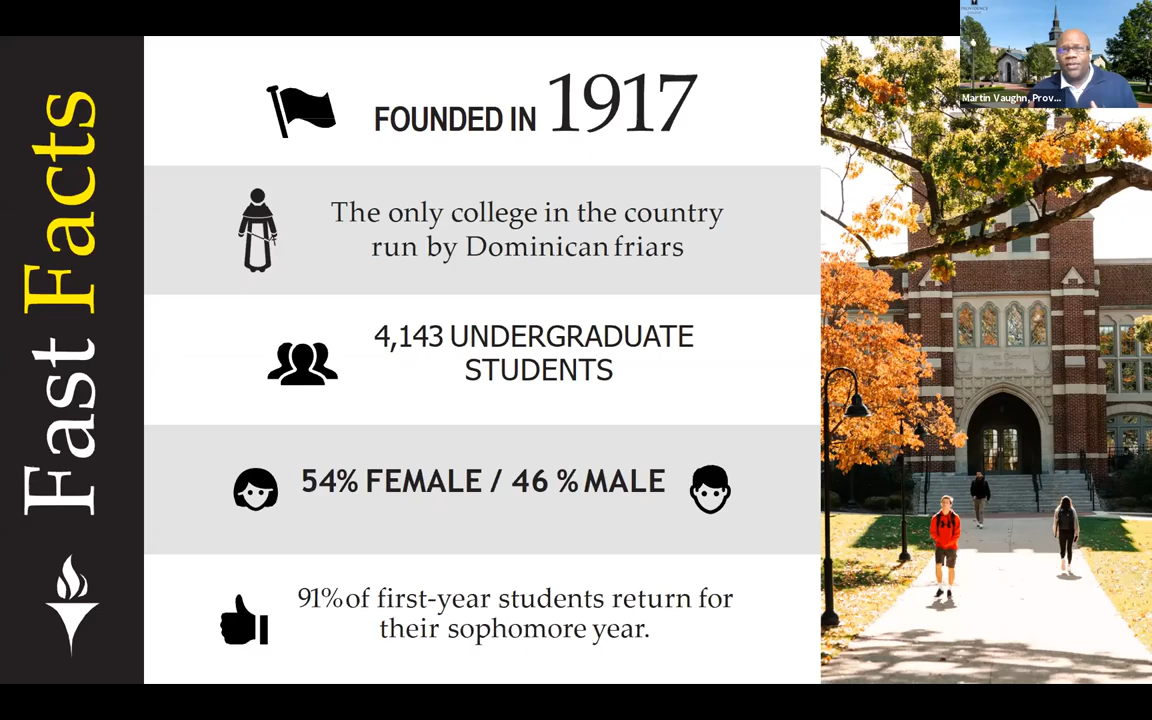 Fast Facts
FOUNDED IN 1917
The only college in the country
run by Dominican friars
4,143 UNDERGRADUATE
STUDENTS
54% FEMALE / 46 % MALE
91% of first-year students return for
their sophomore year.
PROVIDENCE
Martin Vaughn, Prov...